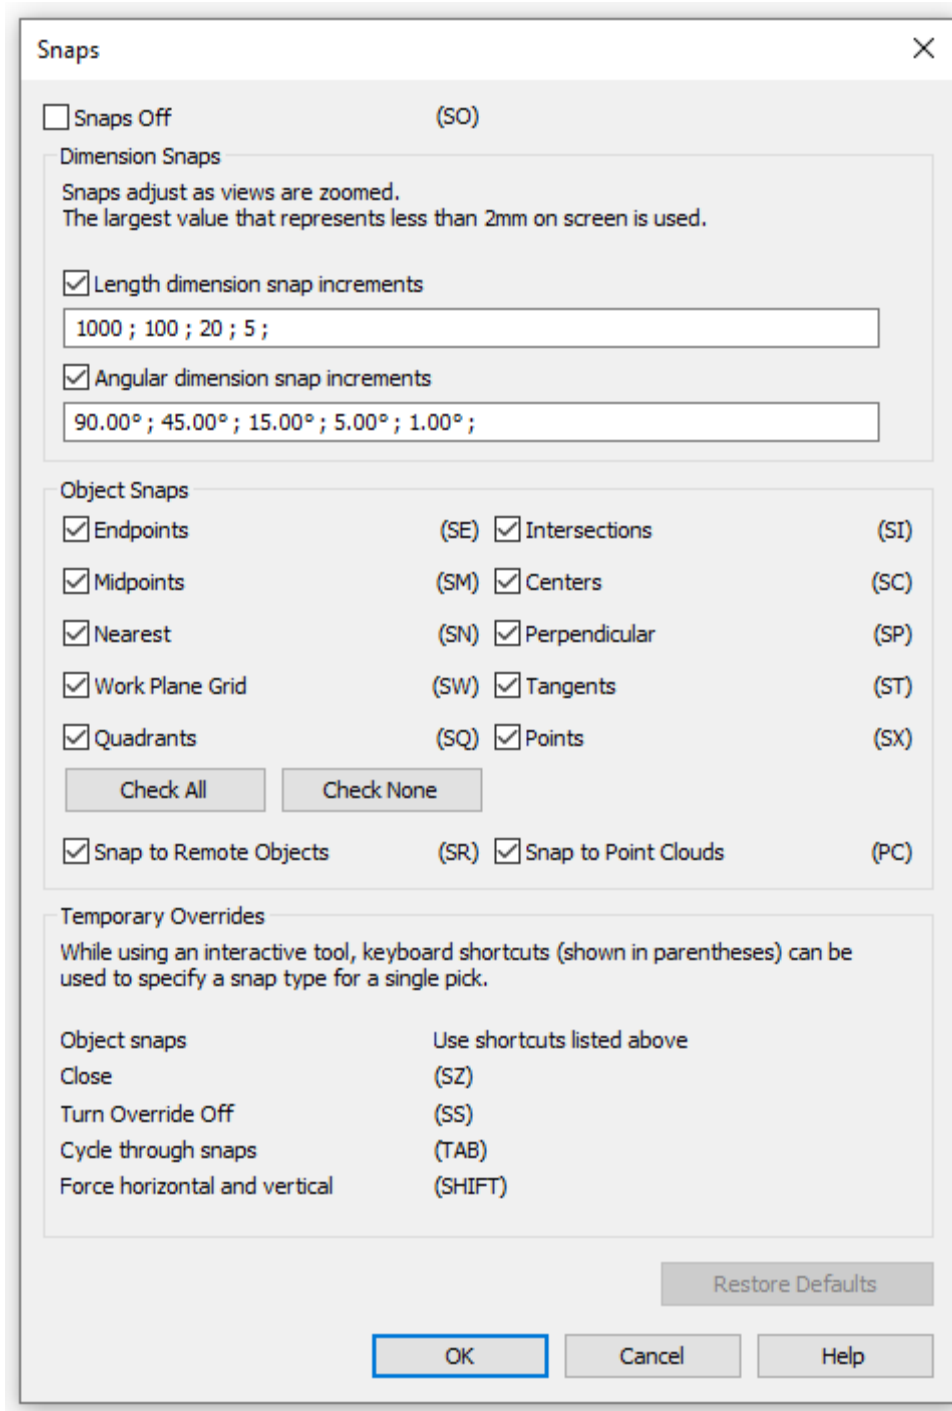 Snaps
Snaps Off (SO)
Dimension Snaps
Snaps adjust as views are zoomed.
The largest value that represents less than 2mm on screen is used.
Length dimension snap increments
1000 ; 100 ; 20 ; 5 ;
Angular dimension snap increments
90.00° ; 45.00° ; 15.00° ; 5.00° ; 1.00° ;
Object Snaps
Endpoints (SE) Intersections (SI)
Midpoints (SM) Centers (SC)
Nearest (SN) Perpendicular (SP)
Work Plane Grid (SW) Tangents (ST)
Quadrants (SQ) Points (SX)
Check All Check None
Snap to Remote Objects (SR) Snap to Point Clouds (PC)
Temporary Overrides
While using an interactive tool, keyboard shortcuts (shown in parentheses) can be
used to specify a snap type for a single pick.
Object snaps Use shortcuts listed above
Close (SZ)
Turn Override Off (SS)
Cycle through snaps (TAB)
Force horizontal and vertical (SHIFT)
Restore Defaults
OK Cancel Help